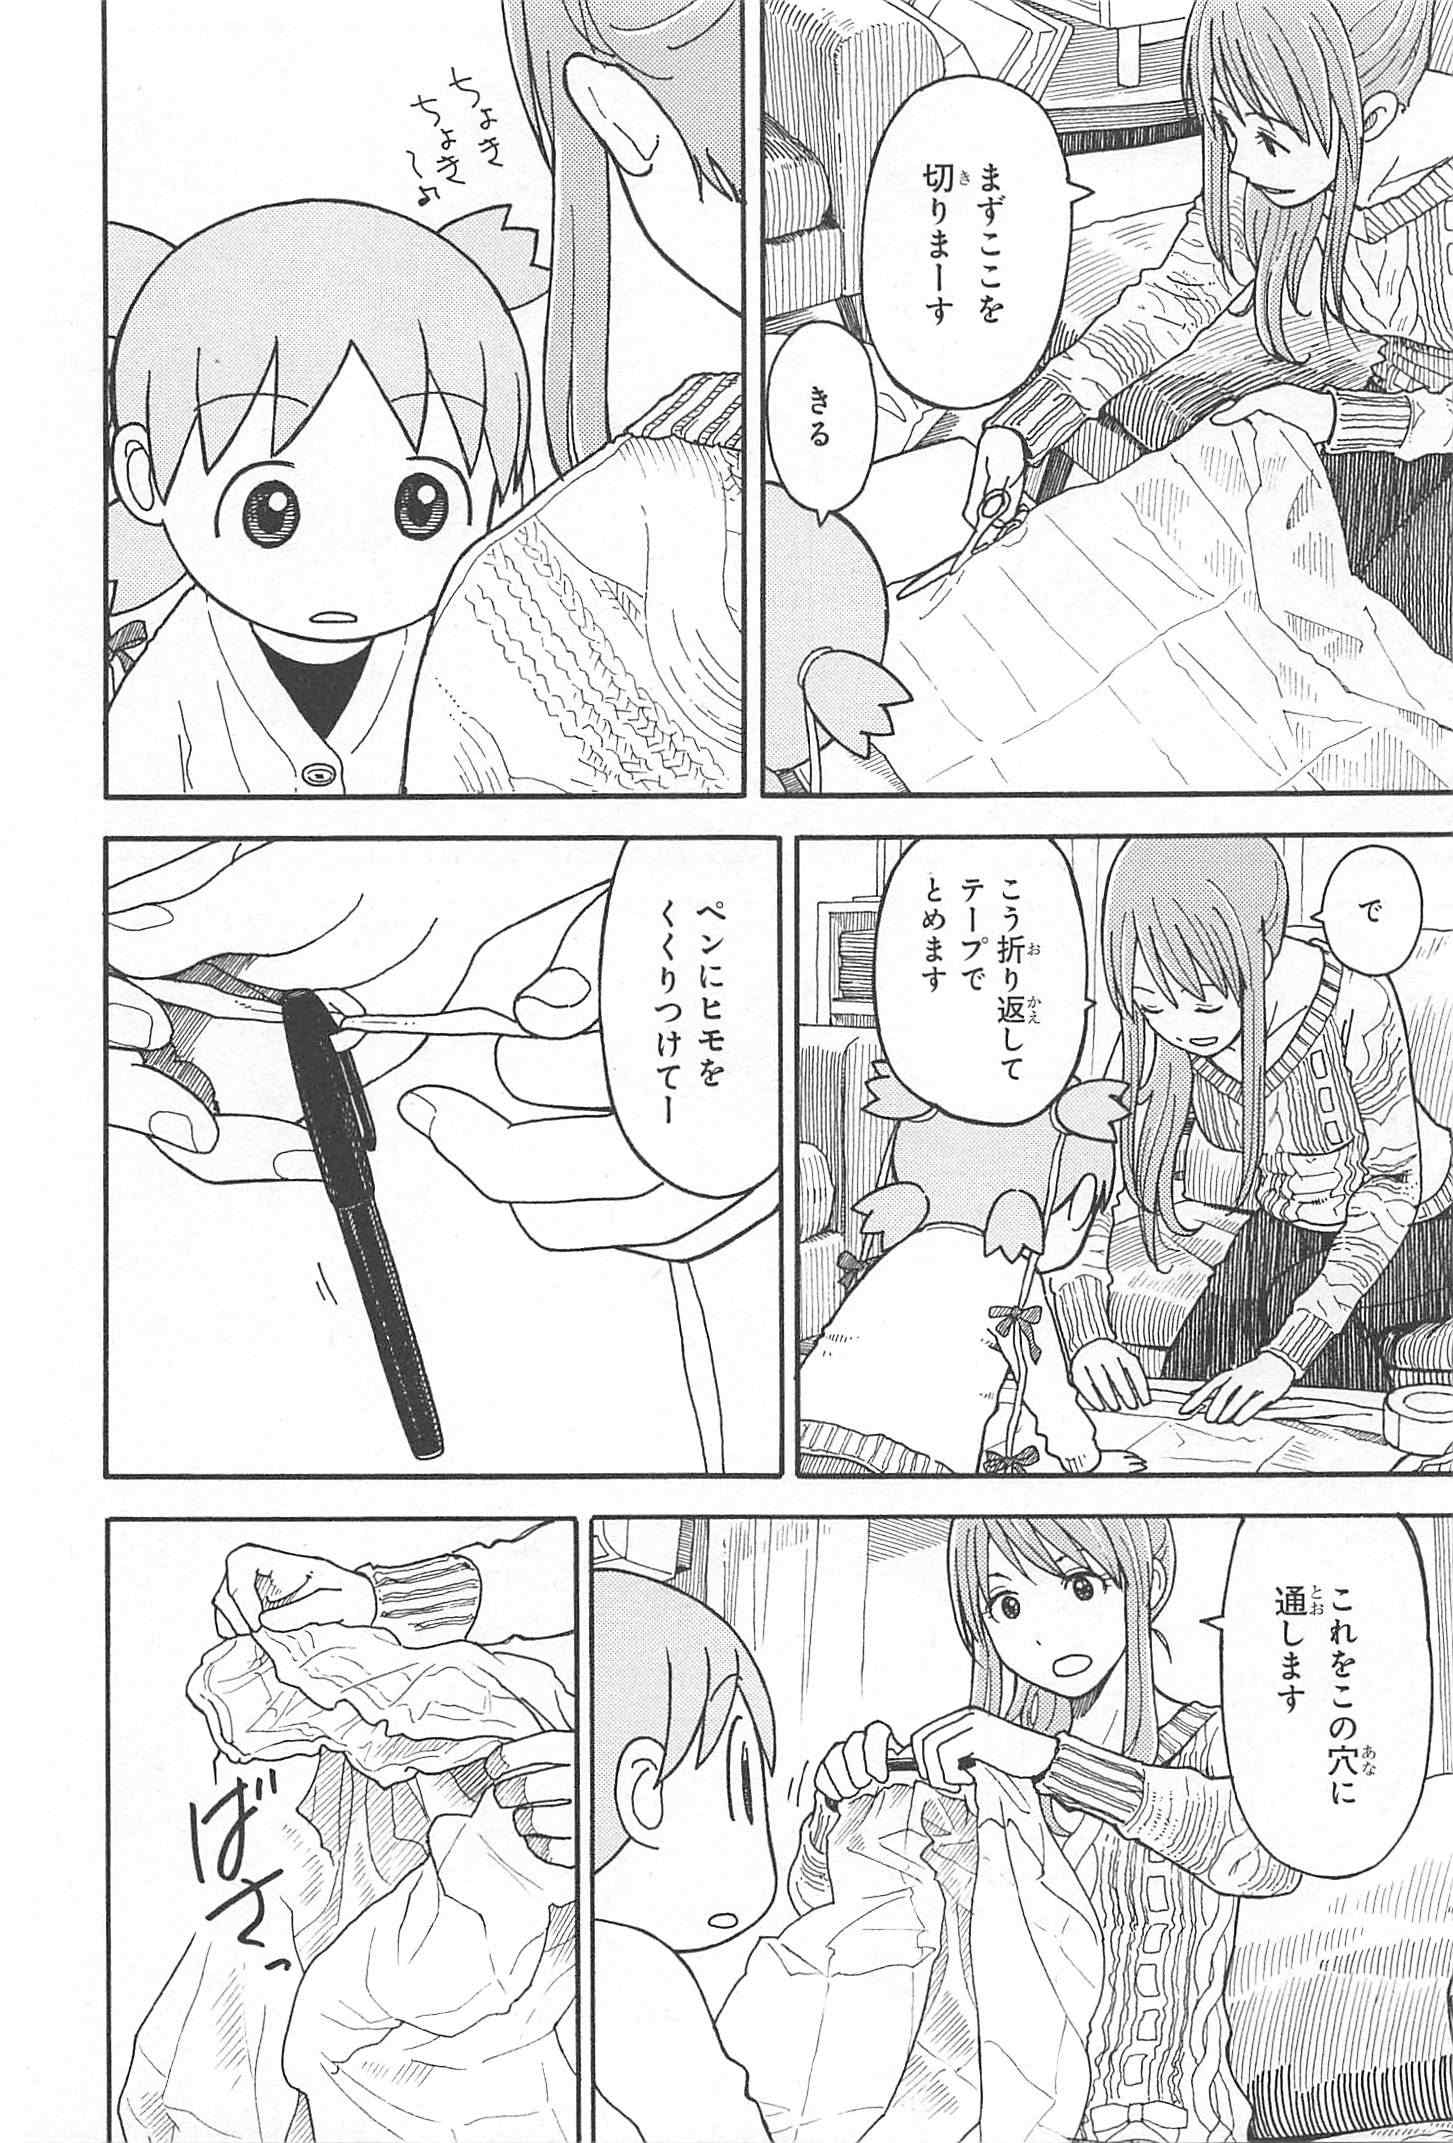 まずここを
切りまーす
きる
ちょき
ちょき
～♪
で
こう折り返して
テープで
とめます
ペンにヒモを
くくりつけてー
これをこの穴に
通します
ばさっ